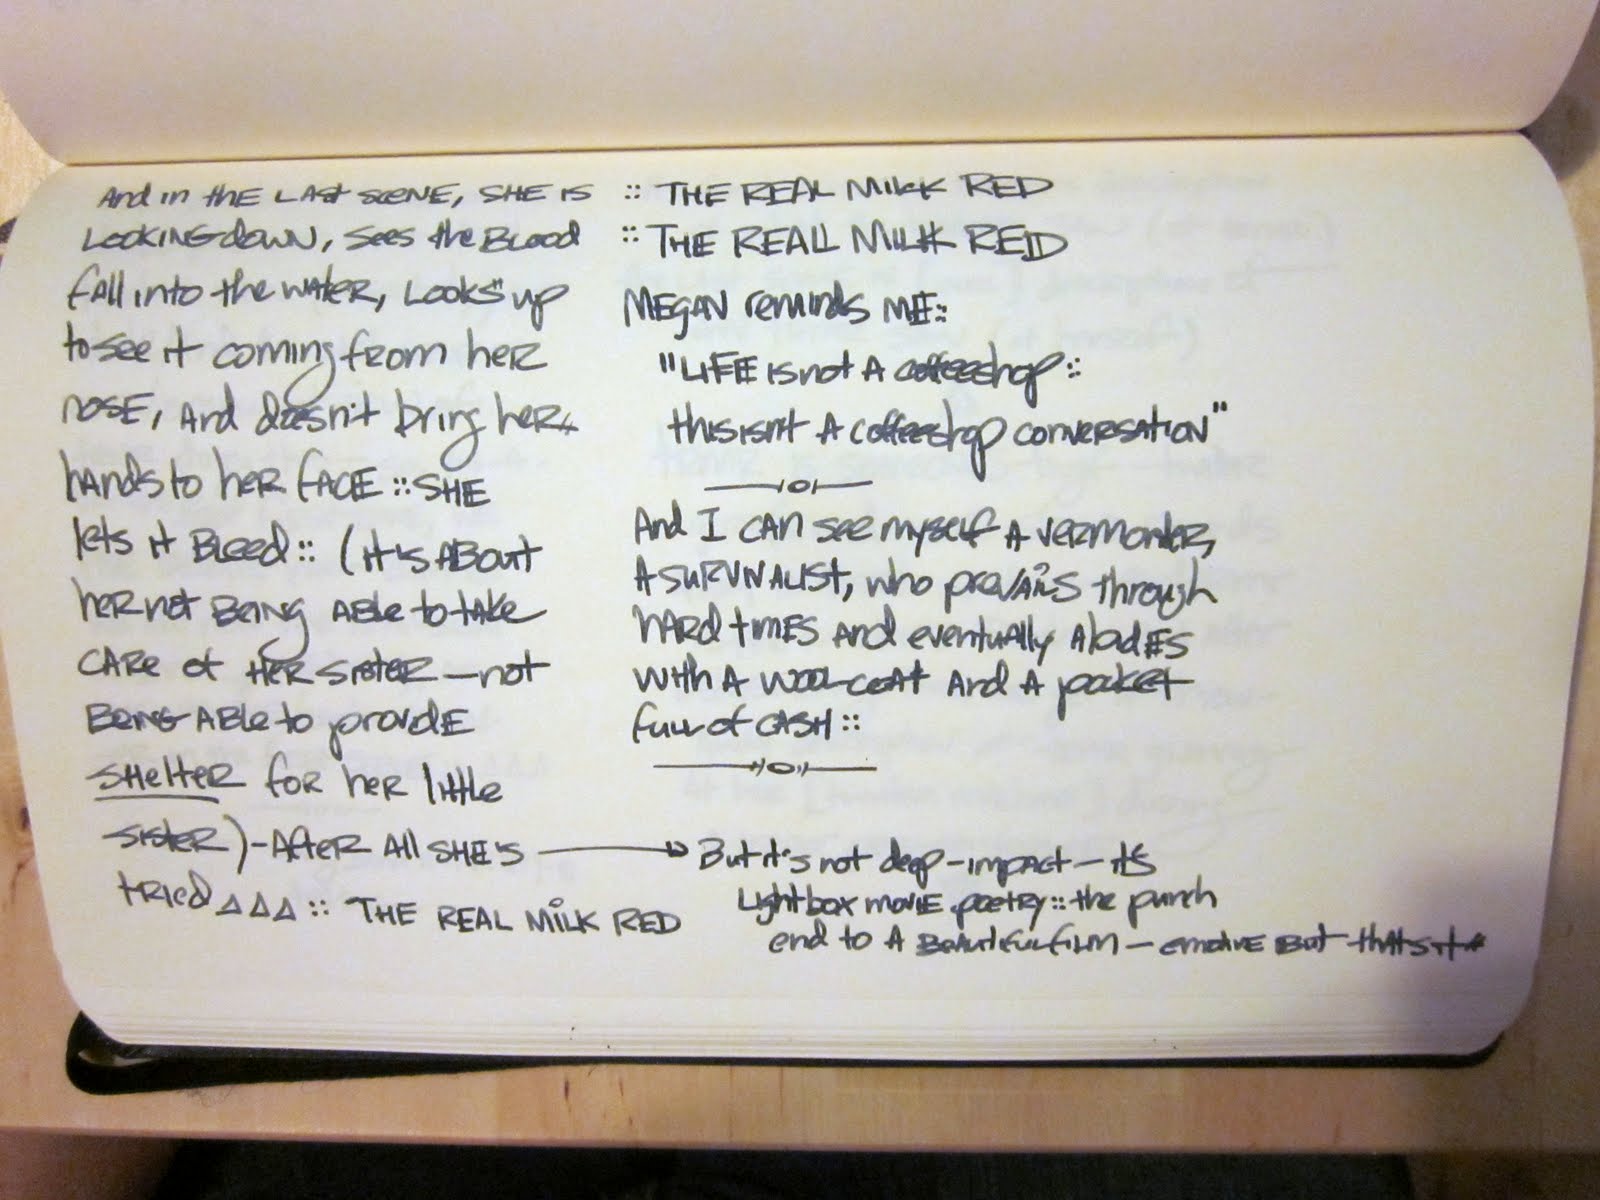 And in the LAST SCENE, SHE IS
LOOKING down, sees the BLOOD
fall into the water, LOOKS up
to see it coming from her
NOSE, And doesn't bring her
hands to her FACE :: SHE
lets it BLEED :: (it's ABOUT
her not BEING ABLE to take
CARE of HER SISTER — not
BEING ABLE to provide
SHELTER for her little
SISTER) - AFTER All SHE'S
tried △△△ :: THE REAL MILK RED
:: THE REAL MILK RED
:: THE REALL MILK RED
MEGAN reminds ME::
"LIFE is not A coffeeshop ::
this isn't A coffeeshop conversation"
And I CAN see myself A vermonter,
A SURVIVALIST, who prevails through
HARD TIMES And eventually Abides
with A wool-coat And A pocket
full of CASH ::
But it's not deep-impact — it's
Lightbox movie poetry :: the punch
end to A BEAUTIFUL FILM — emotive But that's it